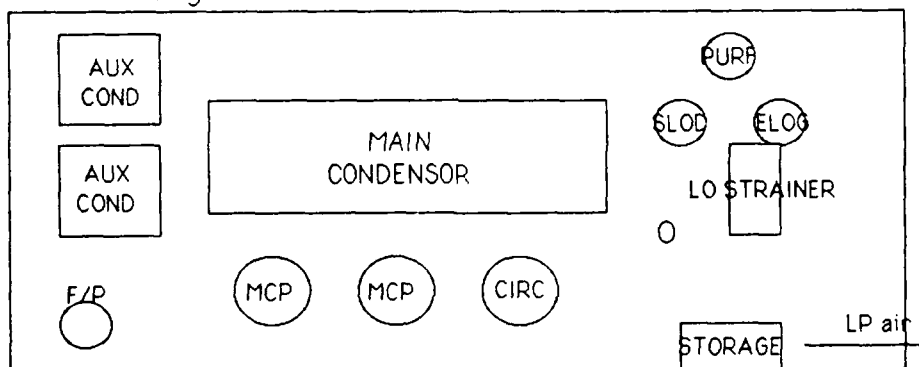 AUX
COND
AUX
COND
MAIN
CONDENSOR
PURF
SLOD
ELOG
LO STRAINER
F/P
MCP
MCP
CIRC
STORAGE
LP air